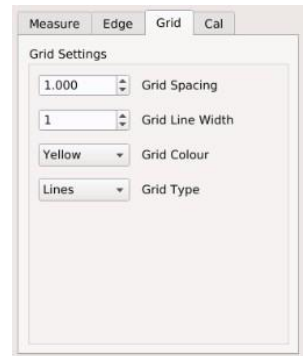 Measure Edge Grid Cal
Grid Settings
1.000 Grid Spacing
1 Grid Line Width
Yellow Grid Colour
Lines Grid Type